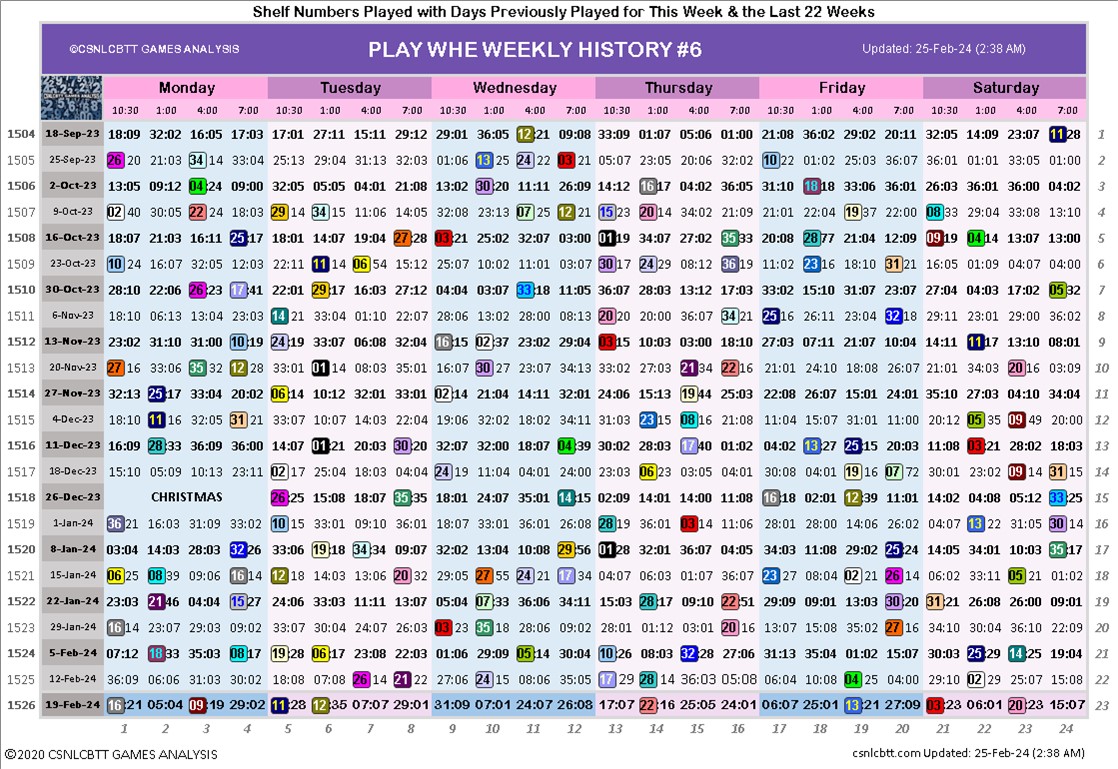 Shelf Numbers Played with Days Previously Played for This Week & the Last 22 Weeks
©CSNLCBTT GAMES ANALYSIS PLAY WHE WEEKLY HISTORY #6 Updated: 25-Feb-24 (2:38 AM)
Monday Tuesday Wednesday Thursday Friday Saturday
10:30 1:00 4:00 7:00 10:30 1:00 4:00 7:00 10:30 1:00 4:00 7:00 10:30 1:00 4:00 7:00 10:30 1:00 4:00 7:00 10:30 1:00 4:00 7:00
1504 18-Sep-23 18:09 32:02 16:05 17:03 17:01 27:11 15:11 29:12 29:01 36:05 12:21 09:08 33:09 01:07 05:06 01:00 21:08 36:02 29:02 20:11 32:05 14:09 23:07 11:28 1
1505 25-Sep-23 26 20 21:03 34 14 33:04 25:13 29:04 31:13 32:03 01:06 13 25 24 22 03 21 05:07 23:05 20:06 32:02 10 22 01:02 25:03 36:07 36:01 01:01 33:05 01:00 2
1506 2-Oct-23 13:05 09:12 04:24 09:00 32:05 05:05 04:01 21:08 13:02 30:20 11:11 26:09 14:12 16:17 04:02 36:05 31:10 18:18 33:06 36:01 26:03 36:01 36:00 04:02 3
1507 9-Oct-23 02 40 30:05 22 24 18:03 29 14 34 15 11:06 14:05 32:08 23:13 07 25 12 21 15 23 20 14 34:02 21:09 21:01 22:04 19 37 22:00 08 33 29:04 33:08 13:10 4
1508 16-Oct-23 18:07 21:03 16:11 25:17 18:01 14:07 19:04 27:28 03:21 25:02 32:07 03:00 01:19 34:07 27:02 35:33 20:08 28:77 21:04 12:09 09:19 04:14 13:07 13:00 5
1509 23-Oct-23 10 24 16:07 32:05 12:03 22:11 11 14 06 54 15:12 25:07 10:02 11:01 03:07 30 17 24 29 08:12 36 19 11:02 23 16 18:10 31 21 16:05 01:09 04:07 04:00 6
1510 30-Oct-23 28:10 22:06 26:23 17:41 22:01 29:17 16:03 27:12 04:04 03:07 33:18 11:05 36:07 28:03 13:12 17:03 33:02 15:10 31:10 17:03 27:04 04:03 17:02 05:32 7
1511 6-Nov-23 18:10 06:13 13:04 23:03 14 21 33:04 01:10 22:07 28:06 13:02 28:00 08:13 20 20 17:05 16:07 34 21 25 16 26:11 23:04 32 18 29:11 23:01 29:00 36:02 8
1512 13-Nov-23 23:02 31:10 31:00 10:19 24:19 33:07 06:08 32:04 16:15 02:37 23:02 29:04 03:15 10:03 03:00 18:10 27:03 07:11 21:07 10:04 14:11 11:17 13:10 08:01 9
1513 20-Nov-23 27 16 33:06 35 32 12 28 33:01 01 14 08:03 35:01 16:07 30 27 23:07 13:08 33:02 27:03 21 34 22 16 21:01 24:10 18:08 26:07 21:01 34:03 20 16 03:09 10
1514 27-Nov-23 32:13 25:17 33:04 20:02 06:14 10:12 32:01 33:01 02:14 21:04 14:11 32:01 24:06 15:13 19:44 25:03 22:08 26:07 15:01 24:01 35:10 27:03 04:10 34:04 11
1515 4-Dec-23 18:10 11 16 32:05 31 21 33:07 10:07 14:03 22:04 19:06 32:02 18:04 32:01 31:03 23 15 08 16 21:08 13:04 15:07 12:01 11:00 20:12 05 35 09 49 20:00 12
1516 11-Dec-23 16:09 28:33 36:09 36:00 14:07 01:21 20:03 30:20 32:07 32:00 18:07 04:39 30:02 28:03 17:40 01:03 04:02 13:27 25:15 20:03 11:08 03:21 28:02 18:03 13
1517 18-Dec-23 15:10 05:09 10:13 23:11 02 17 25:04 18:03 04:04 24 19 11:04 04:01 24:00 23:03 06 23 03:05 04:01 30:08 04:01 19 16 07 72 30:01 23:02 09 14 31 15 14
1518 26-Dec-23 CHRISTMAS 26:25 15:08 18:07 35:35 01:00 24:07 35:01 14:15 02:09 14:01 14:01 11:08 16:18 02:01 12:39 11:01 14:02 04:08 05:12 33:25 15
1519 1-Jan-24 36 21 16:03 31:09 33:02 10 15 33:01 09:10 36:01 18:07 33:01 36:01 26:08 28 19 36:01 03 14 11:06 28:01 28:00 14:06 26:02 04:07 13 22 31:05 30 14 16
1520 8-Jan-24 03:04 14:03 28:03 32:26 33:06 19:18 34:34 09:07 32:02 13:04 10:08 29:56 01:28 32:01 36:07 04:05 34:03 11:08 29:02 25:24 14:05 34:01 10:03 35:17 17
1521 15-Jan-24 06 25 08 39 09:06 16 14 12 18 14:03 13:06 20 32 29:05 27 55 24 21 17 34 04:07 06:03 01:07 36:07 23 27 08:04 02 21 26 14 06:02 33:11 05 21 01:02 18
1522 22-Jan-24 23:03 21:46 04:04 15:27 24:06 33:03 11:11 13:07 05:04 07:33 36:06 34:11 15:03 28:17 09:10 22:51 29:09 09:01 13:03 30:20 31:21 26:08 26:00 09:01 19
1523 29-Jan-24 16 14 23:07 29:03 09:02 33:07 30:04 24:07 26:03 03 23 35 18 28:06 09:02 28:01 01:12 03:01 20 16 13:07 15:08 35:02 27 16 34:10 30:04 36:10 22:09 20
1524 5-Feb-24 07:12 18:33 35:03 08:17 19:28 06:17 23:08 22:03 01:06 29:09 05:14 30:04 10:26 08:03 32:28 27:06 31:13 35:04 01:02 15:07 30:03 25:29 14:25 19:04 21
1525 12-Feb-24 36:09 06:06 31:03 30:02 18:08 07:08 26 14 21 22 27:06 24 15 08:06 35:05 17 29 28 14 36:03 05:08 06:04 10:08 04 25 04:00 29:10 02 29 25:07 15:08 22
1526 19-Feb-24 16:21 05:04 09:19 29:02 11:28 12:35 07:07 29:01 31:09 07:01 24:07 26:08 17:07 22:16 25:05 24:01 06:07 25:01 13:21 27:09 03:23 06:01 20:23 15:07 23
1 2 3 4 5 6 7 8 9 10 11 12 13 14 15 16 17 18 19 20 21 22 23 24
©2020 CSNLCBTT GAMES ANALYSIS csnlcbtt.com Updated: 25-Feb-24 (2:38 AM)